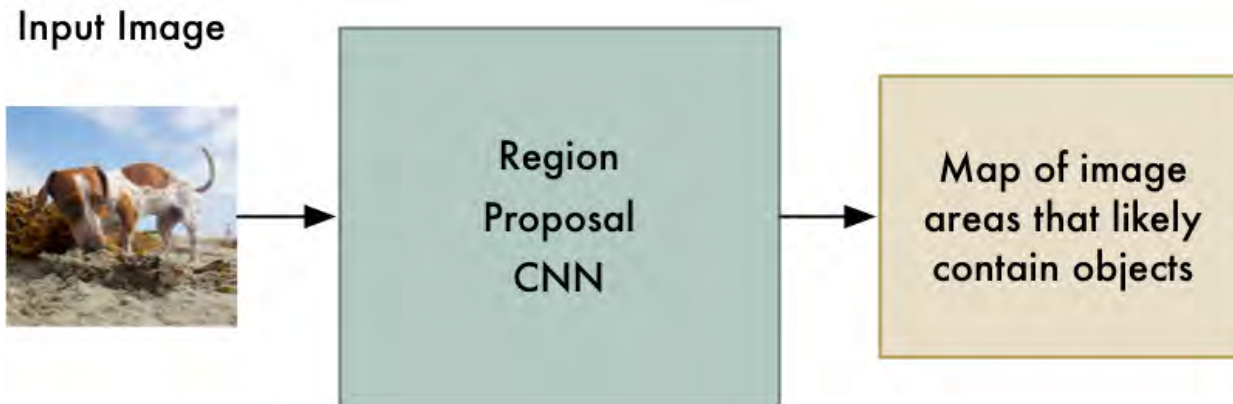 Input Image
Region
Proposal
CNN
Map of image
areas that likely
contain objects